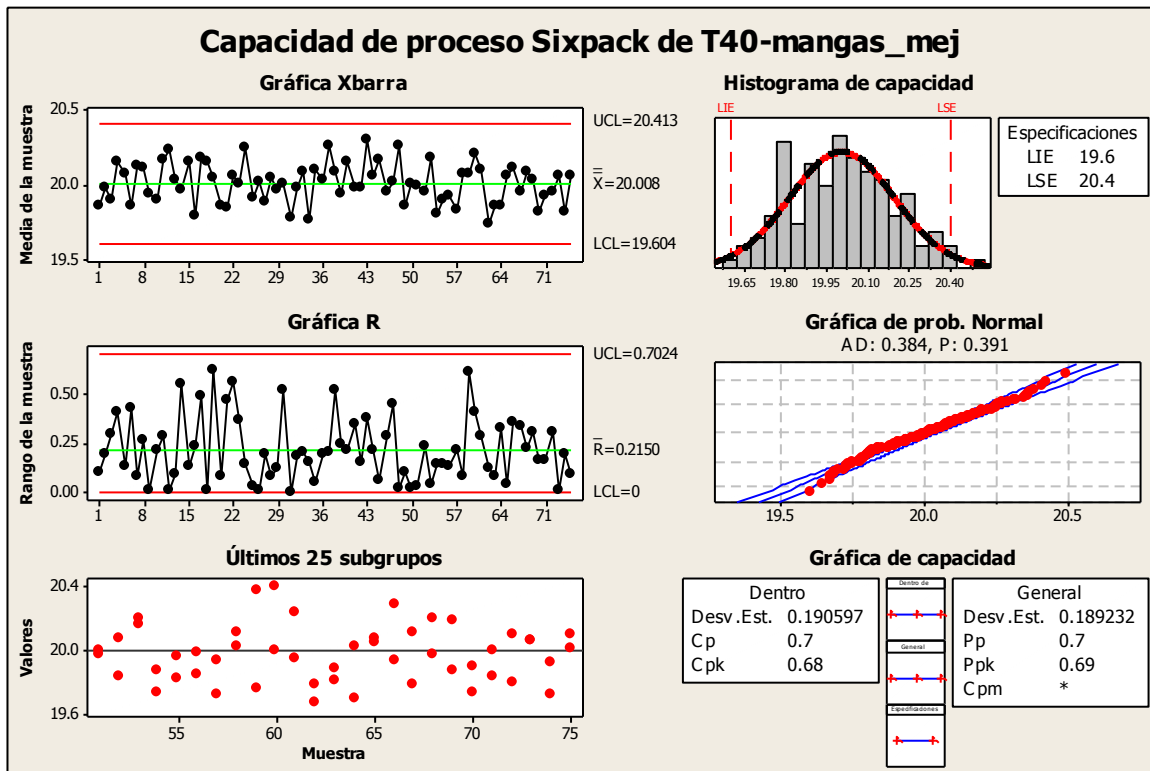 Capacidad de proceso Sixpack de T40-mangas_mej
Gráfica Xbarra
Media de la muestra
20.5
20.0
19.5
1 8 15 22 29 36 43 50 57 64 71
UCL=20.413
X=20.008
LCL=19.604
Gráfica R
Rango de la muestra
0.50
0.25
0.00
1 8 15 22 29 36 43 50 57 64 71
UCL=0.7024
R=0.2150
LCL=0
Últimos 25 subgrupos
Valores
20.4
20.0
19.6
55 60 65 70 75
Muestra
Histograma de capacidad
LIE LSE
19.65 19.80 19.95 20.10 20.25 20.40
Especificaciones
LIE 19.6
LSE 20.4
Gráfica de prob. Normal
AD: 0.384, P: 0.391
19.5 20.0 20.5
Gráfica de capacidad
Dentro
Desv.Est. 0.190597
Cp 0.7
Cpk 0.68
Dentro de
General
Especificaciones
General
Desv.Est. 0.189232
Pp 0.7
Ppk 0.69
Cpm *